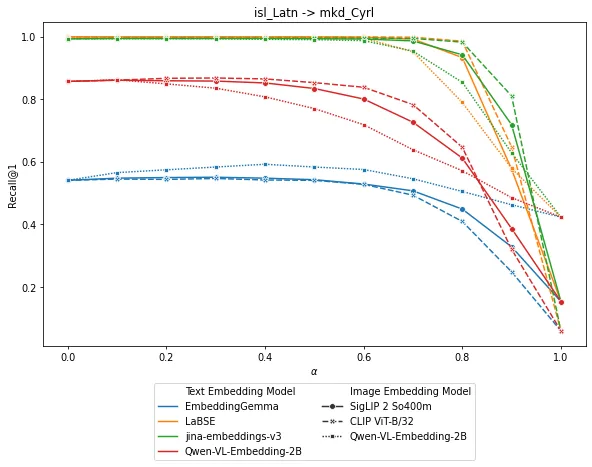 isl_Latn -> mkd_Cyrl
1.0
0.8
0.6
0.4
0.2
Recall@1
0.0 0.2 0.4 0.6 0.8 1.0
α
Text Embedding Model Image Embedding Model
EmbeddingGemma SigLIP 2 So400m
LaBSE CLIP ViT-B/32
jina-embeddings-v3 Qwen-VL-Embedding-2B
Qwen-VL-Embedding-2B